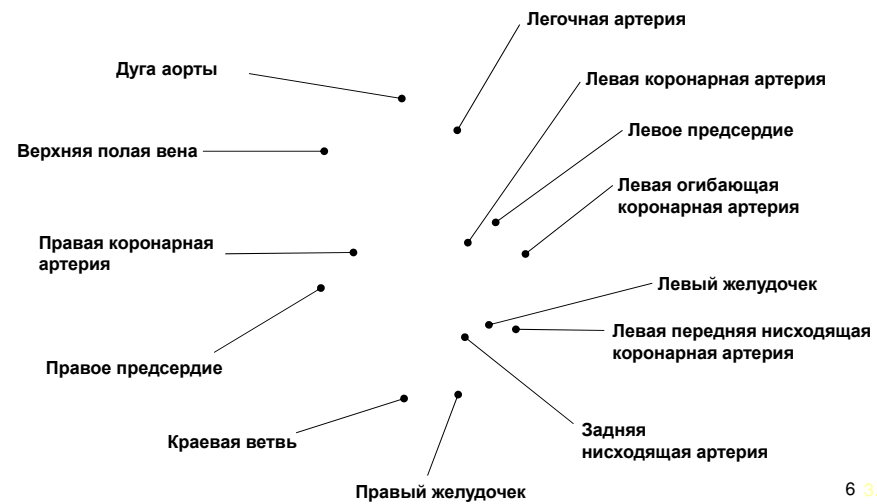 Легочная артерия
Дуга аорты
Левая коронарная артерия
Левое предсердие
Верхняя полая вена
Левая огибающая
коронарная артерия
Правая коронарная
артерия
Левый желудочек
Левая передняя нисходящая
коронарная артерия
Правое предсердие
Задняя
нисходящая артерия
Краевая ветвь
Правый желудочек
6